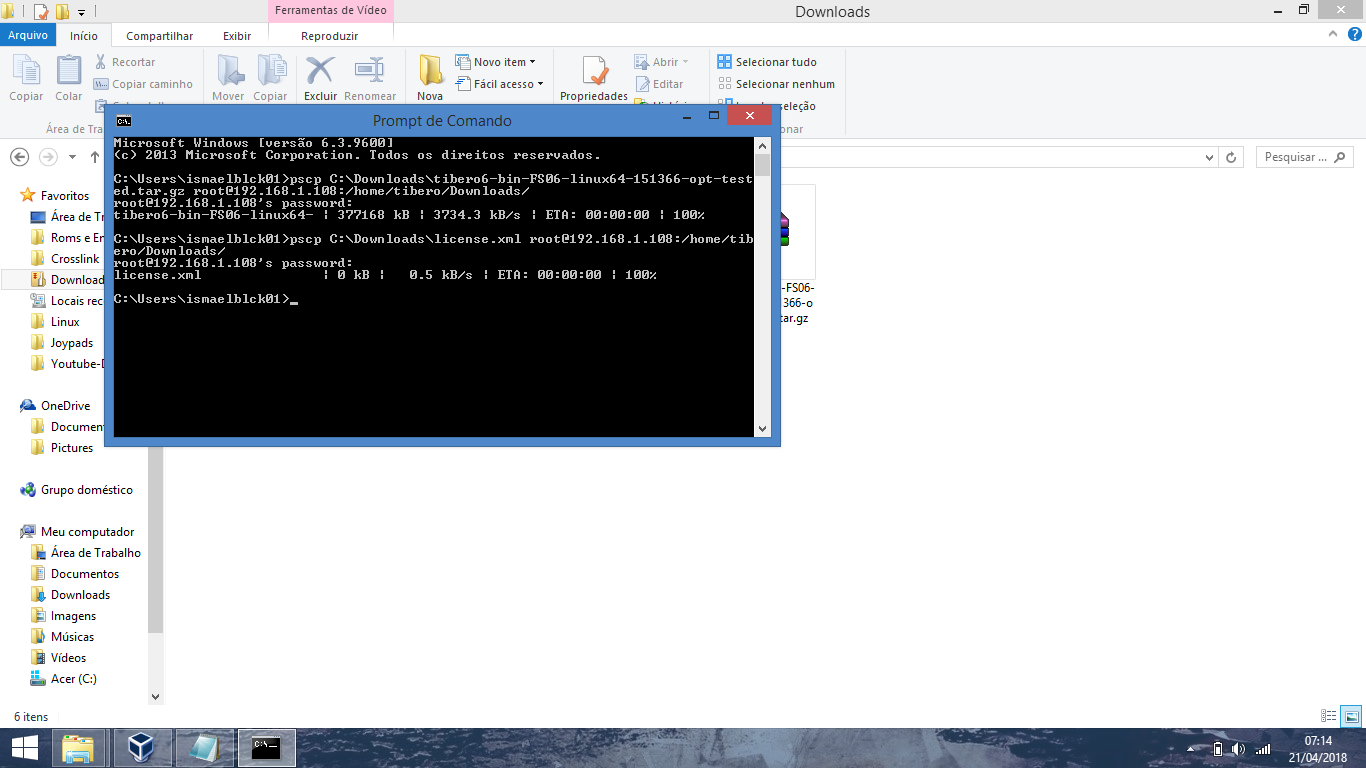 Ferramentas de Vídeo
Downloads
Arquivo
Início
Compartilhar
Exibir
Reproduzir
Copiar
Colar
Recortar
Copiar caminho
Mover
Copiar
Excluir
Renomear
Nova
Novo item
Fácil acesso
Propriedades
Abrir
Editar
Selecionar tudo
Selecionar nenhum
Área de
Prompt de Comando
Microsoft Windows [versão 6.3.9600]
(c) 2013 Microsoft Corporation. Todos os direitos reservados.
C:\Users\ismaelblck01>pscp C:\Downloads\tibero6-bin-FS06-linux64-151366-opt-test
ed.tar.gz root@192.168.1.108:/home/tibero/Downloads/
root@192.168.1.108's password:
tibero6-bin-FS06-linux64- | 377168 kB | 3734.3 kB/s | ETA: 00:00:00 | 100%
C:\Users\ismaelblck01>pscp C:\Downloads\license.xml root@192.168.1.108:/home/tib
ero/Downloads/
root@192.168.1.108's password:
license.xml | 0 kB | 0.5 kB/s | ETA: 00:00:00 | 100%
C:\Users\ismaelblck01>_
Pesquisar ...
-FS06-
366-o
tar.gz
Favoritos
Área de
Roms e
Crosslink
Download
Locais
Linux
Joypads
Youtube-
OneDrive
Documen
Pictures
Grupo doméstico
Meu computador
Área de Trabalho
Documentos
Downloads
Imagens
Músicas
Vídeos
Acer (C:)
6 itens
07:14
21/04/2018